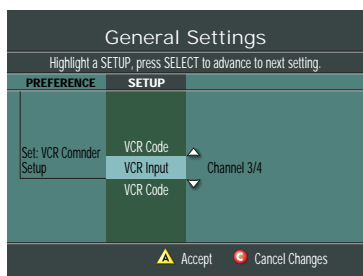 General Settings
Highlight a SETUP, press SELECT to advance to next setting.
PREFERENCE SETUP
VCR Code
Set: VCR Comnder
Setup
VCR Input Channel 3/4
VCR Code
A Accept C Cancel Changes